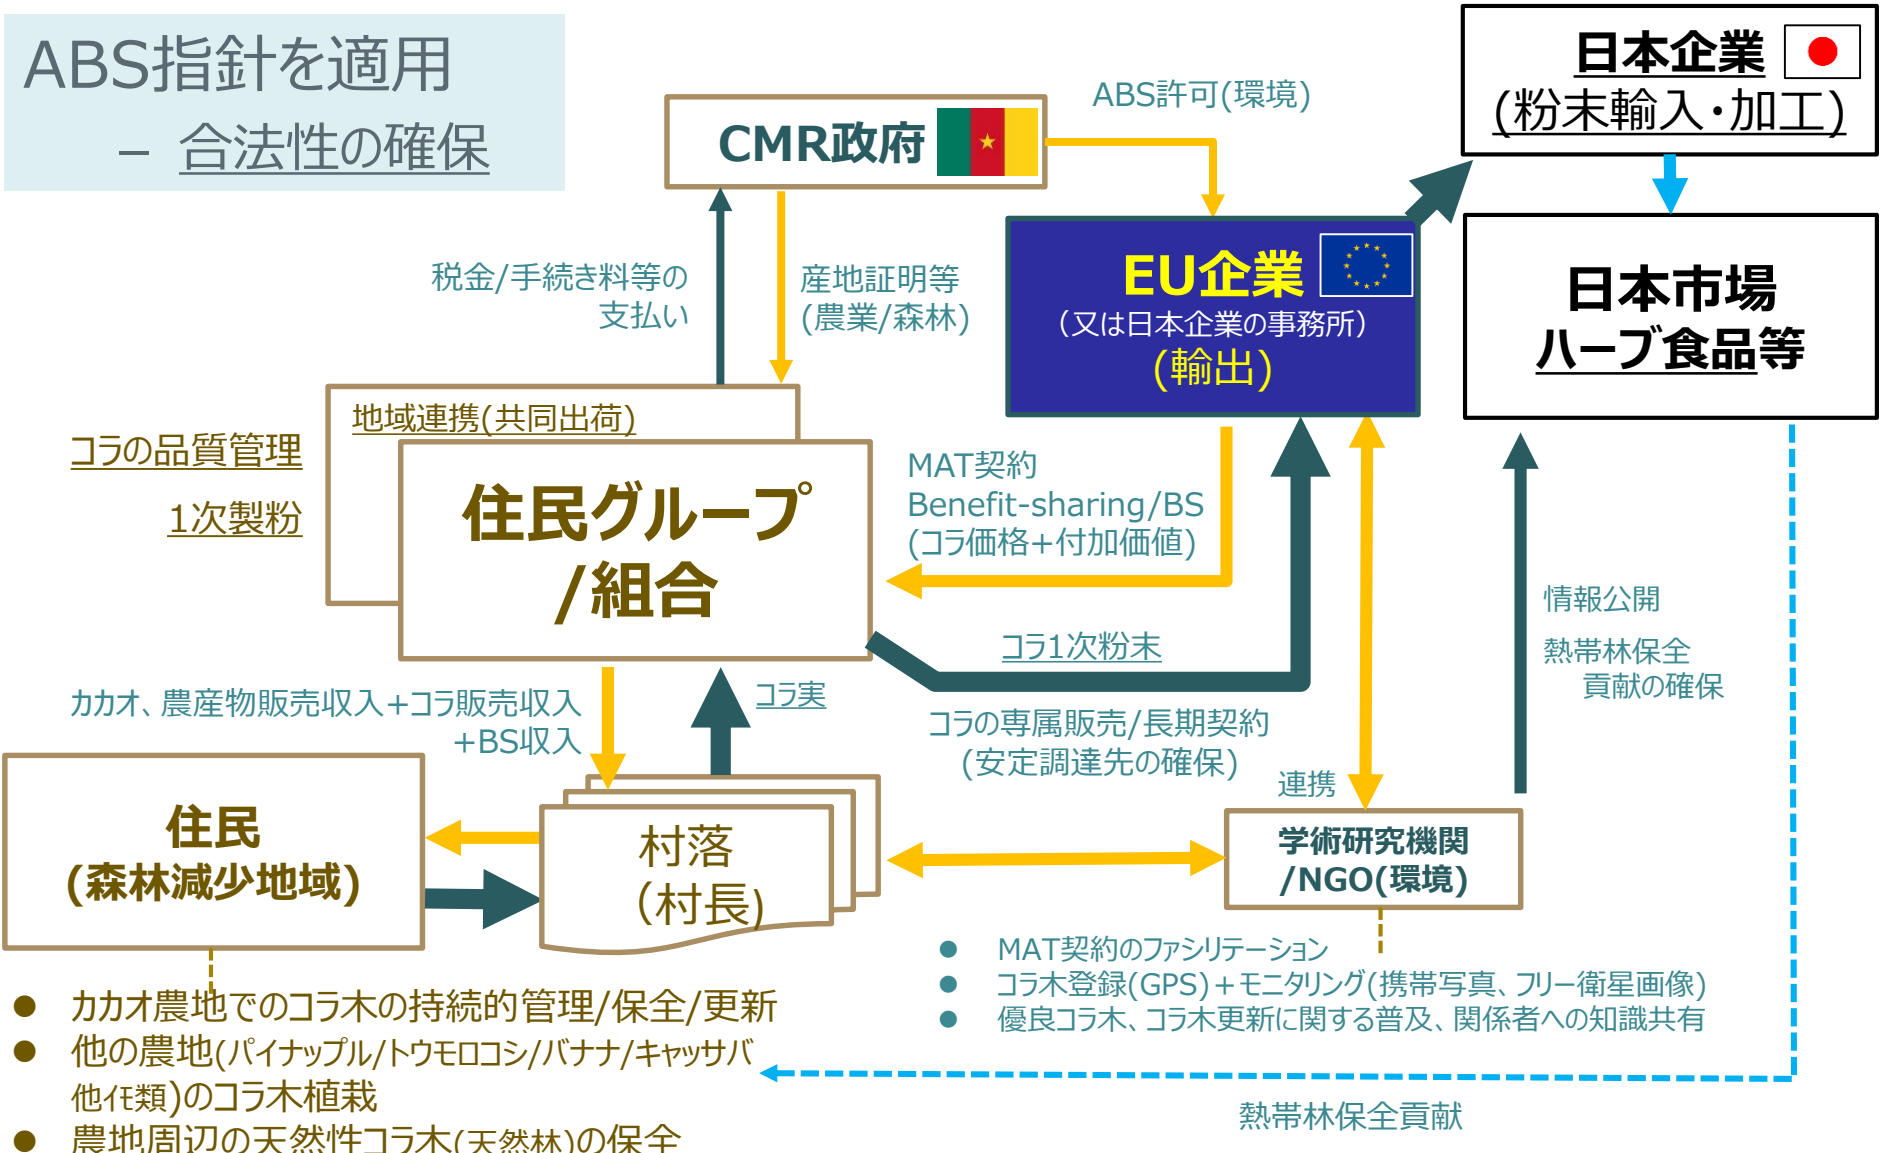 ABS指針を適用
– 合法性の確保
CMR政府
ABS許可(環境)
日本企業
(粉末輸入・加工)
EU企業
（又は日本企業の事務所）
(輸出)
日本市場
ハーブ食品等
税金/手続き料等の
支払い
産地証明等
(農業/森林)
地域連携(共同出荷)
コラの品質管理
1次製粉
住民グループ
/組合
MAT契約
Benefit-sharing/BS
(コラ価格+付加価値)
コラ1次粉末
コラの専属販売/長期契約
(安定調達先の確保)
情報公開
熱帯林保全
貢献の確保
カカオ、農産物販売収入+コラ販売収入
+BS収入
コラ実
連携
住民
(森林減少地域)
村落
（村長)
学術研究機関
/NGO(環境)
● MAT契約のファシリテーション
● コラ木登録(GPS)+モニタリング(携帯写真、フリー衛星画像)
● 優良コラ木、コラ木更新に関する普及、関係者への知識共有
● カカオ農地でのコラ木の持続的管理/保全/更新
● 他の農地(パイナップル/トウモロコシ/バナナ/キャッサバ
他イモ類)のコラ木植栽
● 農地周辺の天然性コラ木(天然林)の保全
熱帯林保全貢献